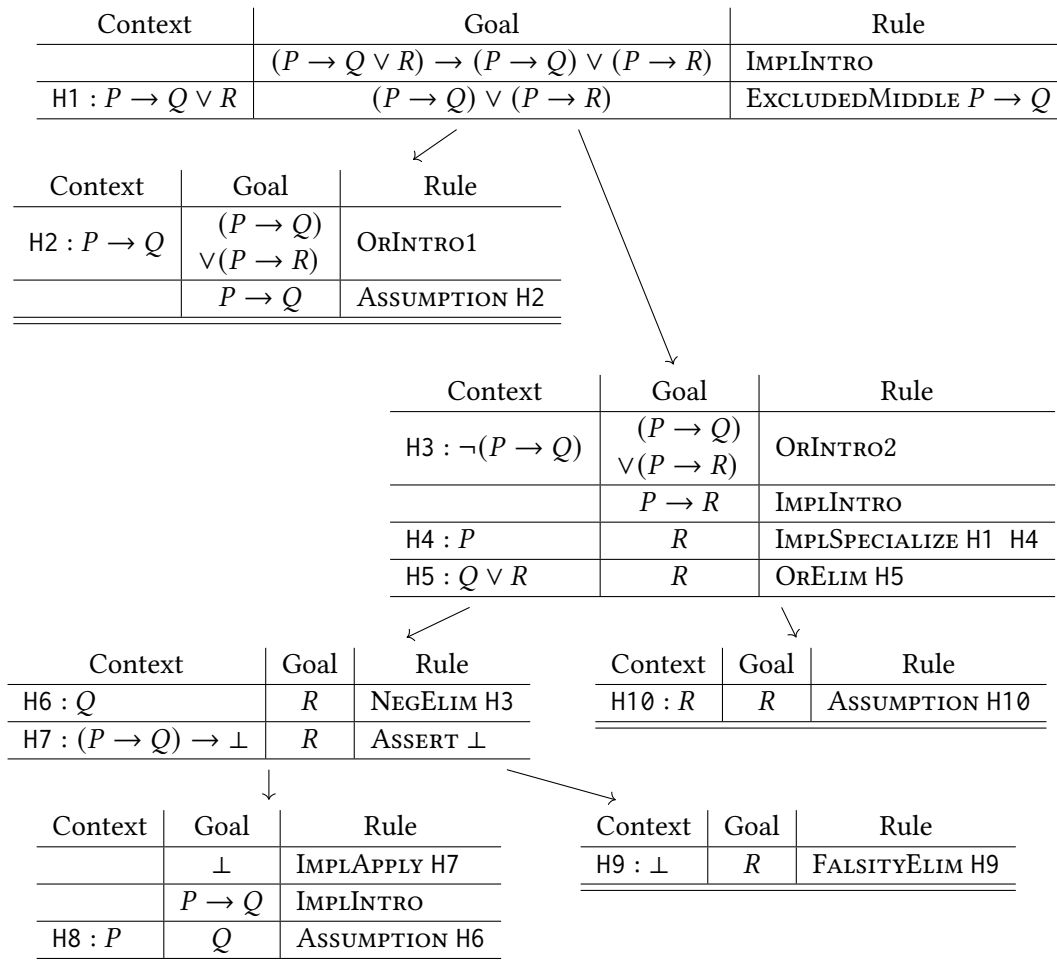 Context Goal Rule
(P → Q ∨ R) → (P → Q) ∨ (P → R) IMPLINTRO
H1 : P → Q ∨ R (P → Q) ∨ (P → R) EXCLUDEDMIDDLE P → Q
Context Goal Rule
H2 : P → Q (P → Q) ∨(P → R) ORINTRO1
P → Q ASSUMPTION H2
Context Goal Rule
H3 : ¬(P → Q) (P → Q) ∨(P → R) ORINTRO2
P → R IMPLINTRO
H4 : P R IMPLSPECIALIZE H1 H4
H5 : Q ∨ R R ORELIM H5
Context Goal Rule
H6 : Q R NEGELIM H3
H7 : (P → Q) → ⊥ R ASSERT ⊥
Context Goal Rule
H10 : R R ASSUMPTION H10
Context Goal Rule
⊥ IMPLAPPLY H7
P → Q IMPLINTRO
H8 : P Q ASSUMPTION H6
Context Goal Rule
H9 : ⊥ R FALSITYELIM H9